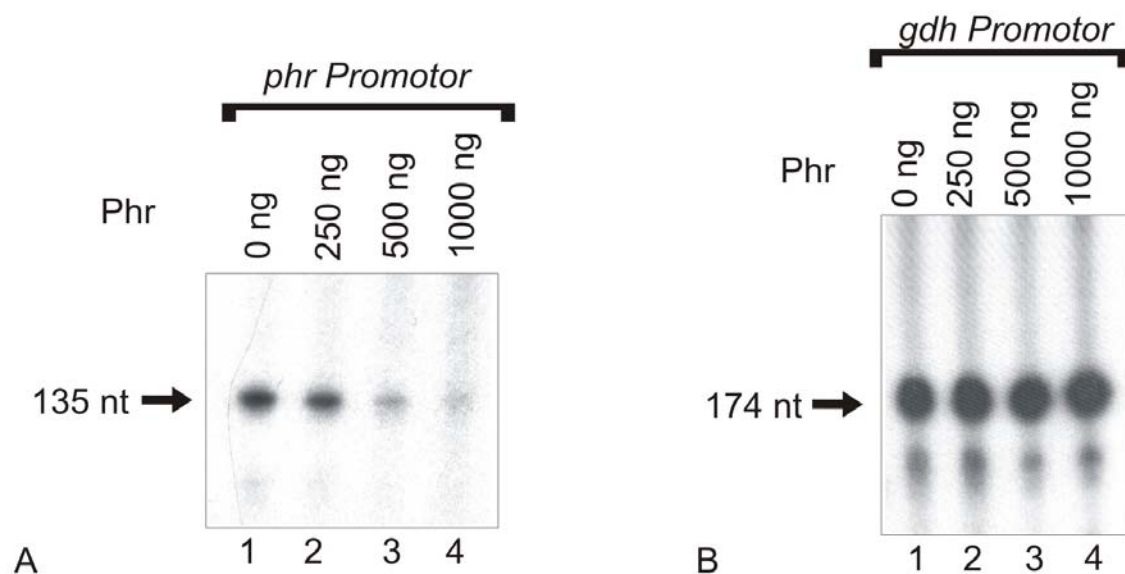 phr Promotor
Phr
0 ng
250 ng
500 ng
1000 ng
135 nt
1
2
3
4
A
gdh Promotor
Phr
0 ng
250 ng
500 ng
1000 ng
174 nt
1
2
3
4
B